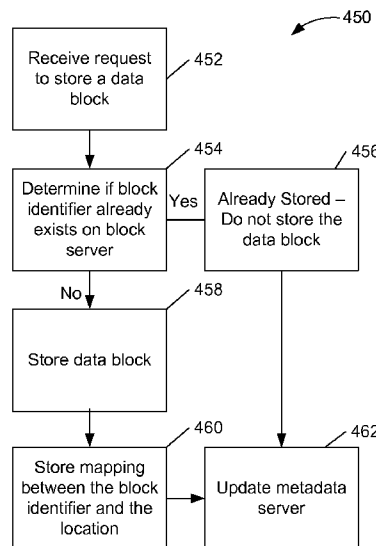 450
Receive request
to store a data
block
452
454
Determine if block
identifier already
exists on block
server
Yes
456
Already Stored –
Do not store the
data block
No
458
Store data block
460
Store mapping
between the block
identifier and the
location
462
Update metadata
server